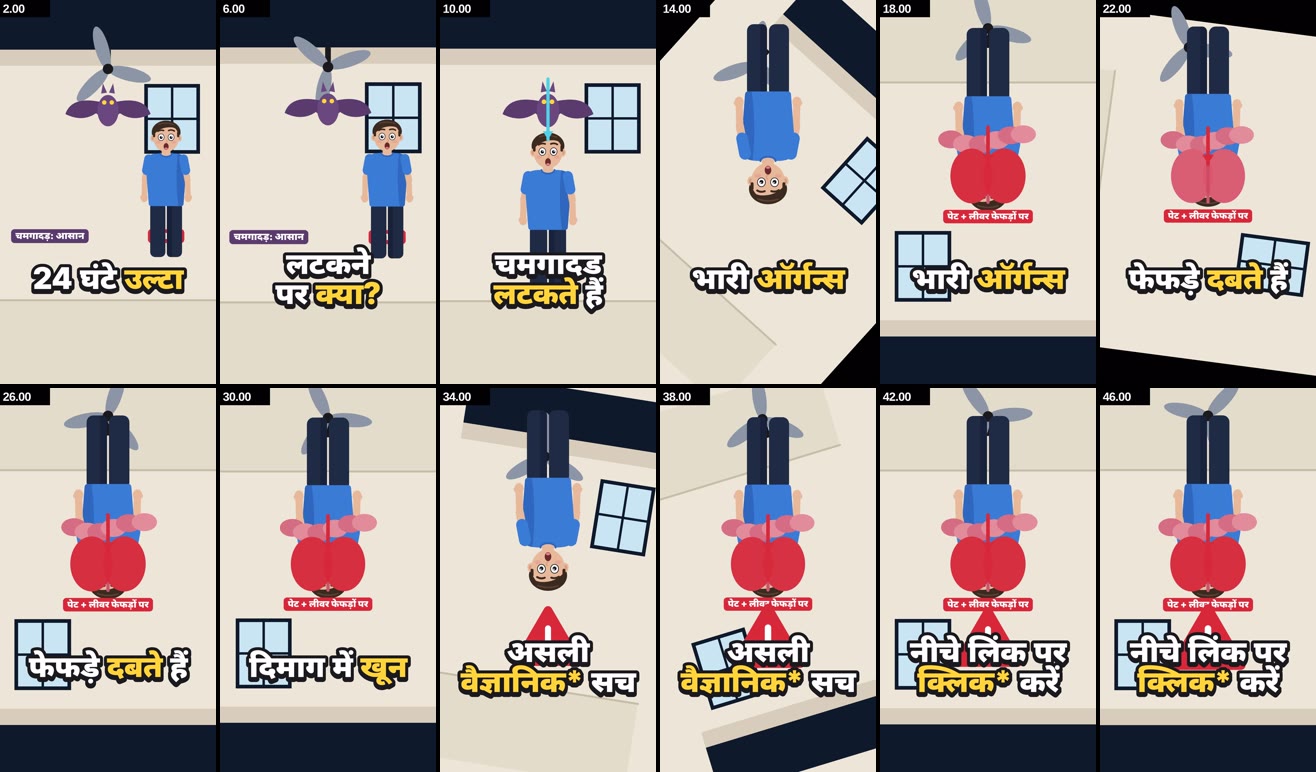 2.00
चमगादड़: आसान
24 घंटे उल्टा
6.00
चमगादड़: आसान
लटकने
पर क्या?
10.00
चमगादड़
लटकते हैं
14.00
भारी ऑर्गन्स
18.00
पेट + लीवर फेफड़ों पर
भारी ऑर्गन्स
22.00
पेट + लीवर फेफड़ों पर
फेफड़े दबते हैं
26.00
पेट + लीवर फेफड़ों पर
फेफड़े दबते हैं
30.00
पेट + लीवर फेफड़ों पर
दिमाग में खून
34.00
असली
वैज्ञानिक* सच
38.00
पेट + लीवर फेफड़ों पर
असली
वैज्ञानिक* सच
42.00
पेट + लीवर फेफड़ों पर
नीचे लिंक पर
क्लिक* करें
46.00
पेट + लीवर फेफड़ों पर
नीचे लिंक पर
क्लिक* करें